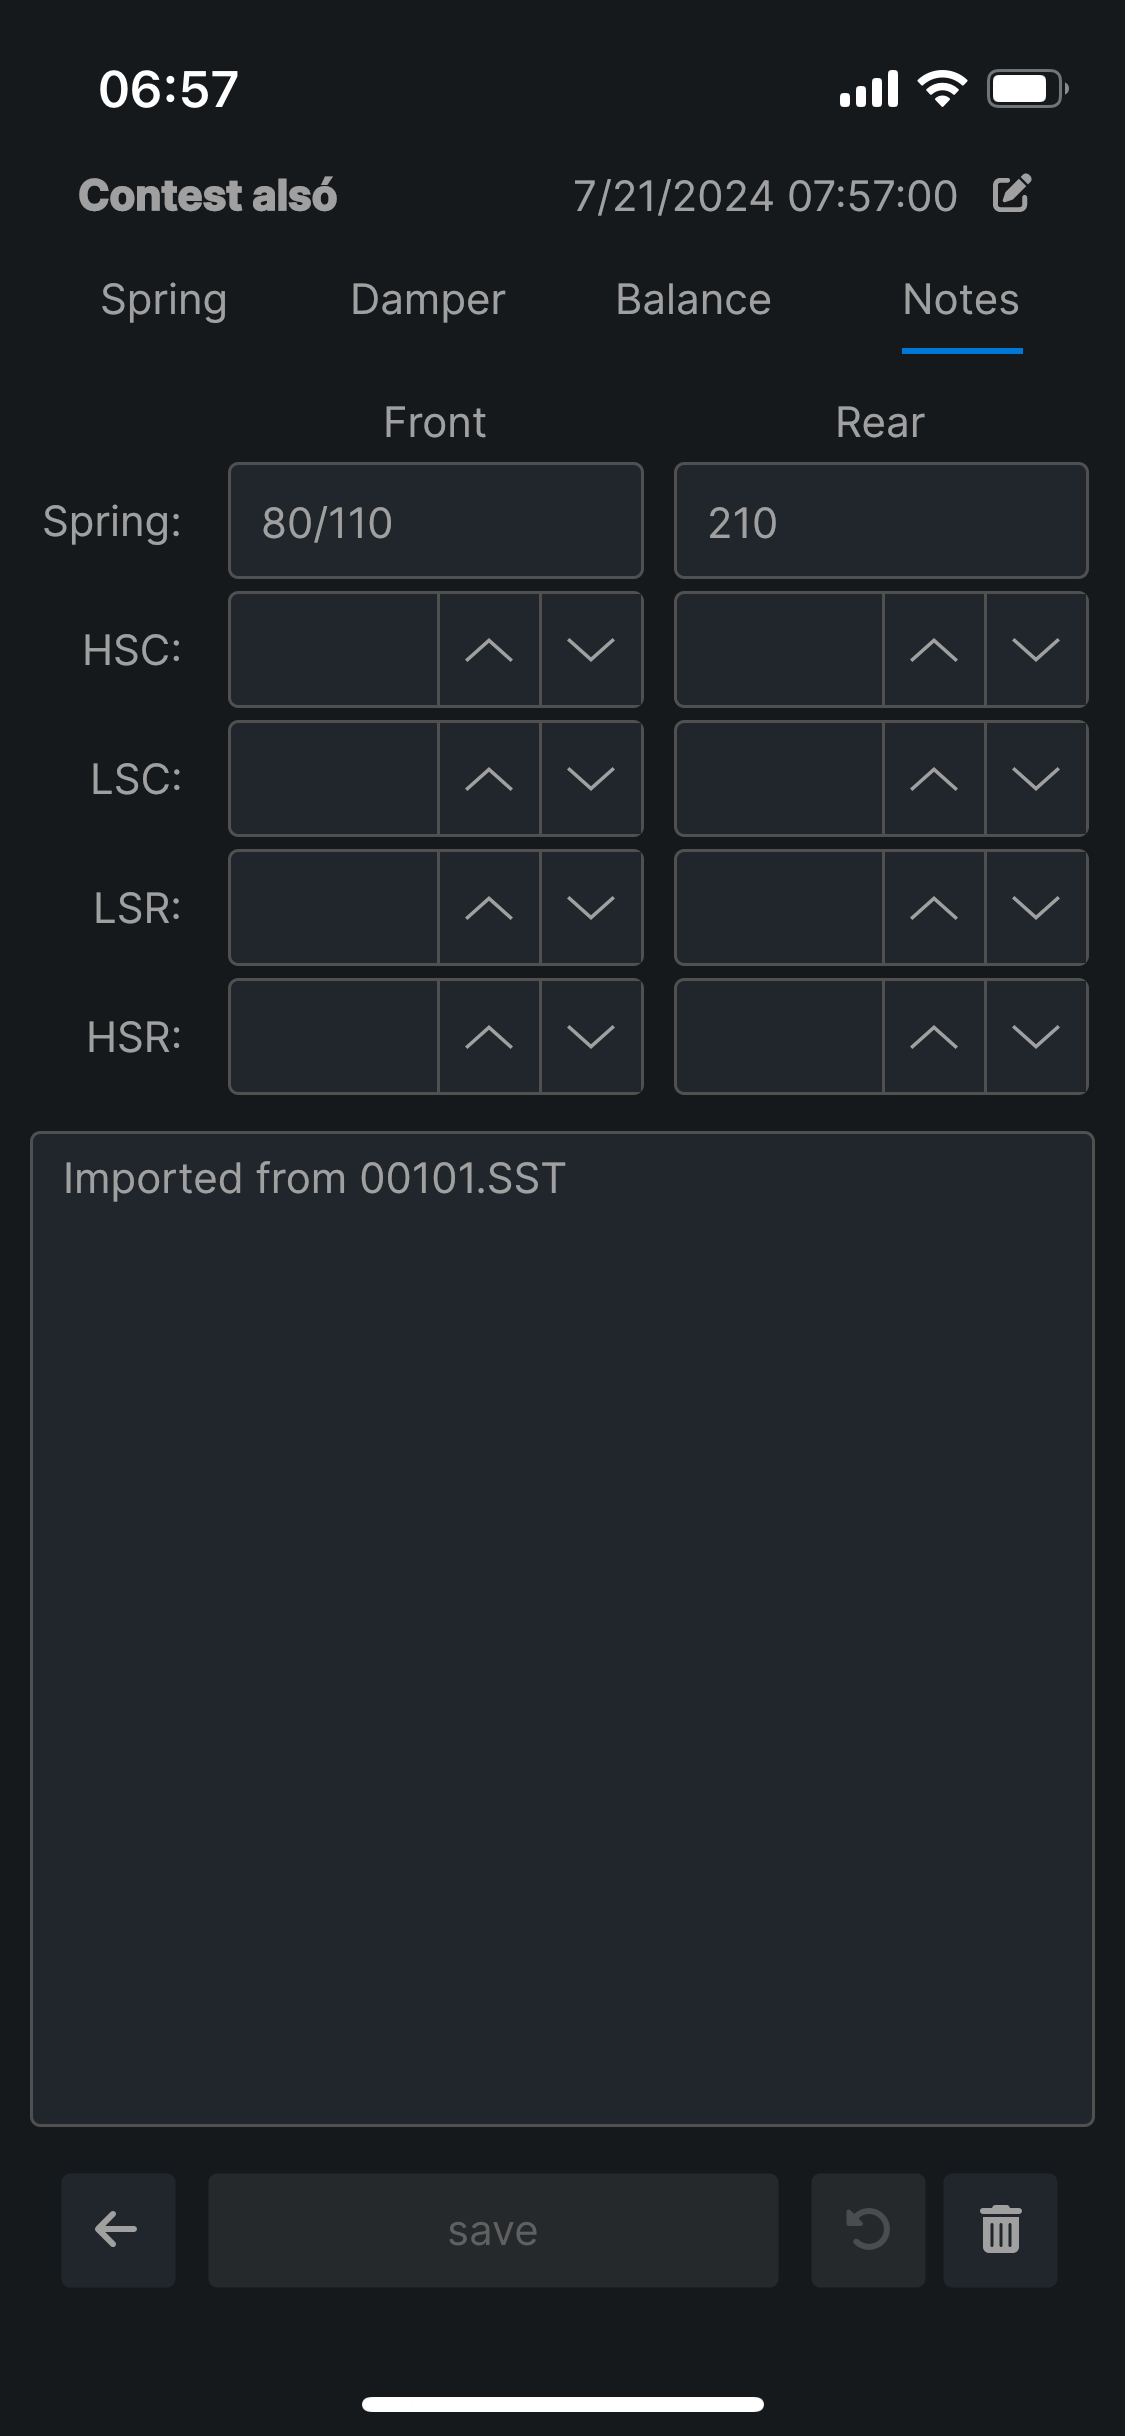 06:57
Contest alsó 7/21/2024 07:57:00
Spring Damper Balance Notes
Front Rear
Spring: 80/110 210
HSC:
LSC:
LSR:
HSR:
Imported from 00101.SST
save